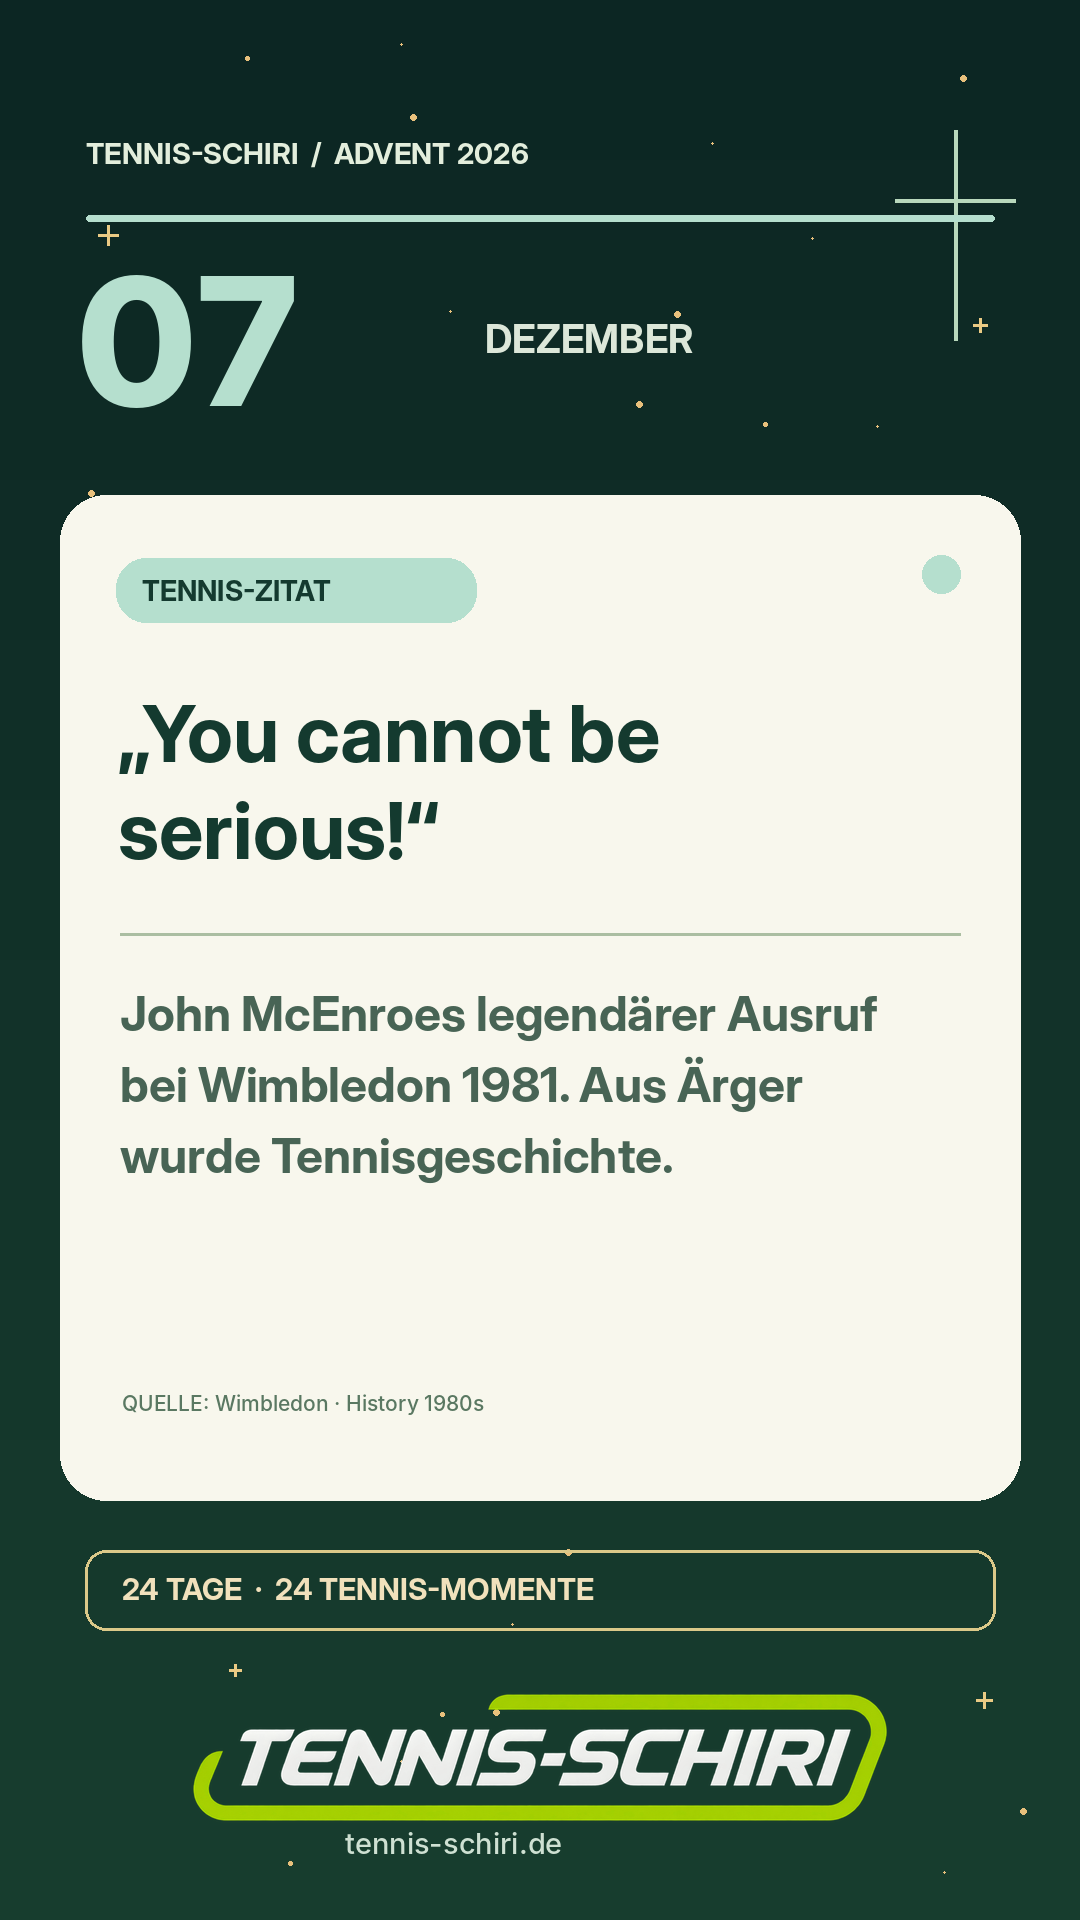 TENNIS-SCHIRI / ADVENT 2026
07
DEZEMBER
TENNIS-ZITAT
„You cannot be
serious!“
John McEnroes legendärer Ausruf
bei Wimbledon 1981. Aus Ärger
wurde Tennisgeschichte.
QUELLE: Wimbledon · History 1980s
24 TAGE · 24 TENNIS-MOMENTE
TENNIS-SCHIRI
tennis-schiri.de